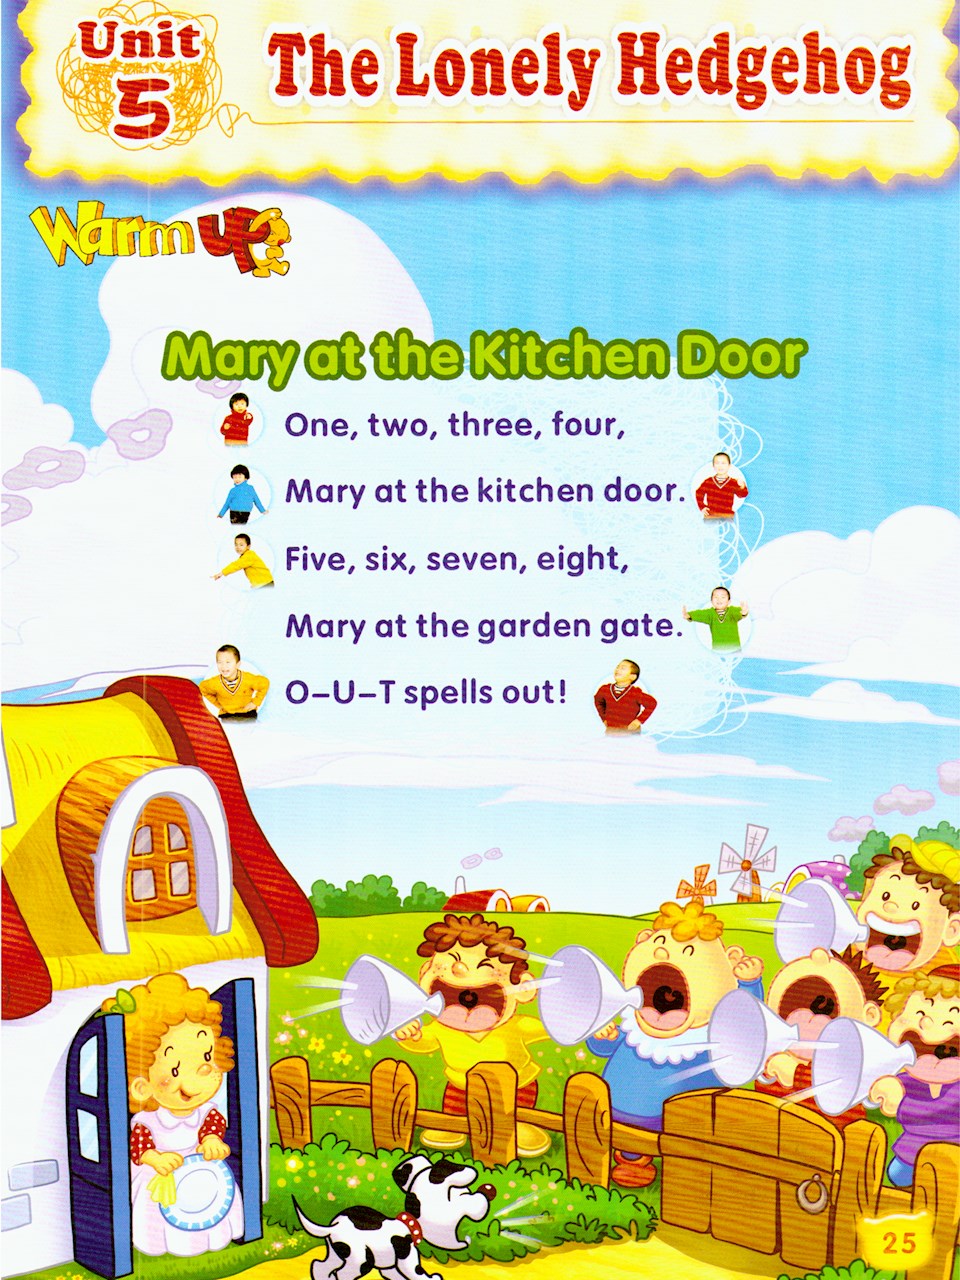 Unit
5
The Lonely Hedgehog
Warm up
Mary at the Kitchen Door
One, two, three, four,
Mary at the kitchen door.
Five, six, seven, eight,
Mary at the garden gate.
O–U–T spells out!
25